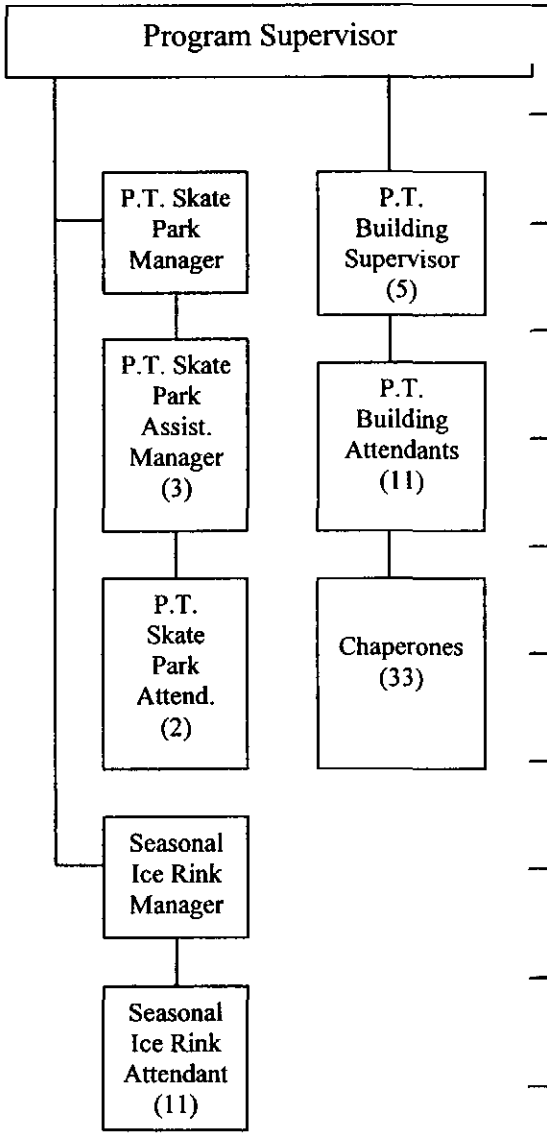 Program Supervisor
P.T. Skate
Park
Manager
P.T. Skate
Park
Assist.
Manager
(3)
P.T.
Skate
Park
Attend.
(2)
Seasonal
Ice Rink
Manager
Seasonal
Ice Rink
Attendant
(11)
P.T.
Building
Supervisor
(5)
P.T.
Building
Attendants
(11)
Chaperones
(33)